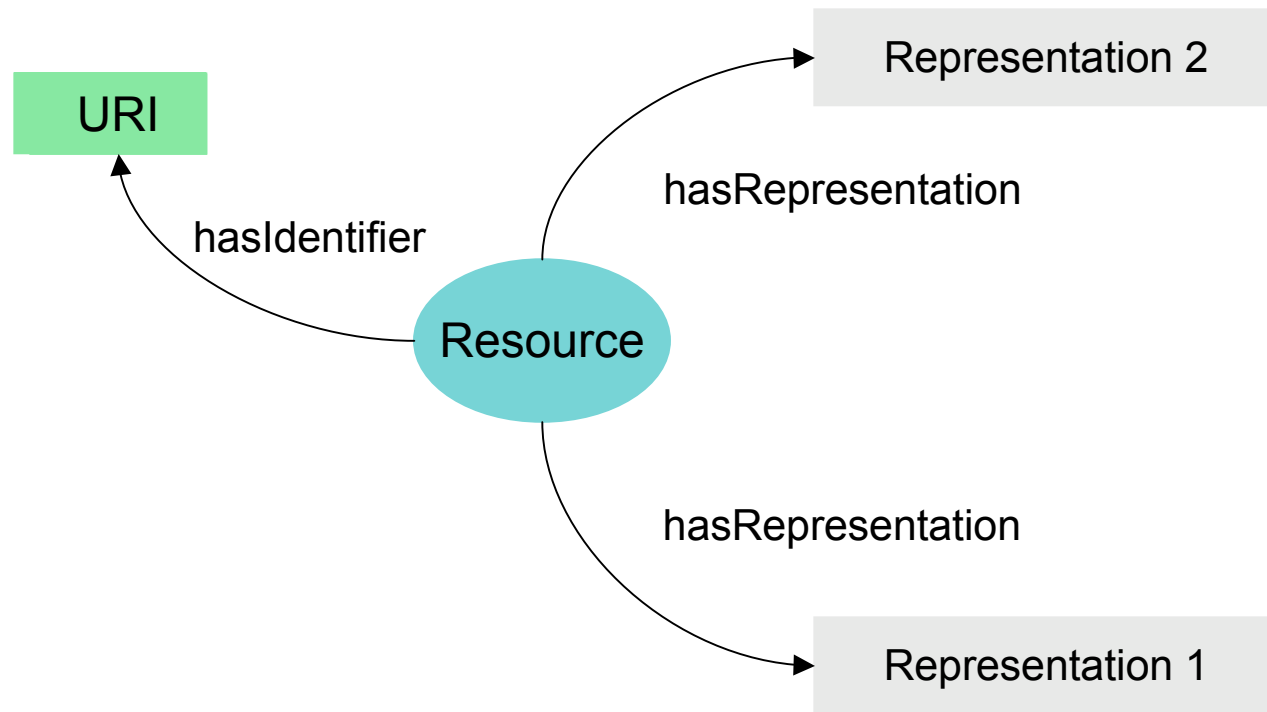 Representation 2
URI
hasRepresentation
hasIdentifier
Resource
hasRepresentation
Representation 1